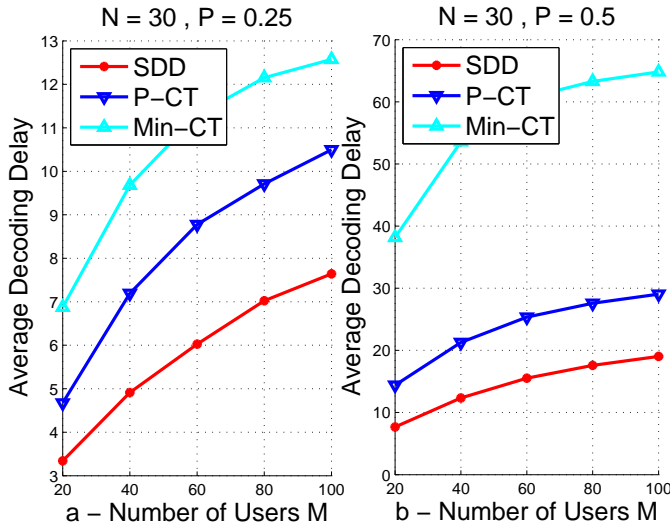 N = 30 , P = 0.25
Average Decoding Delay
13
12
11
10
9
8
7
6
5
4
3
SDD
P−CT
Min−CT
20 40 60 80 100
a − Number of Users M
N = 30 , P = 0.5
Average Decoding Delay
70
60
50
40
30
20
10
0
SDD
P−CT
Min−CT
20 40 60 80 100
b − Number of Users M